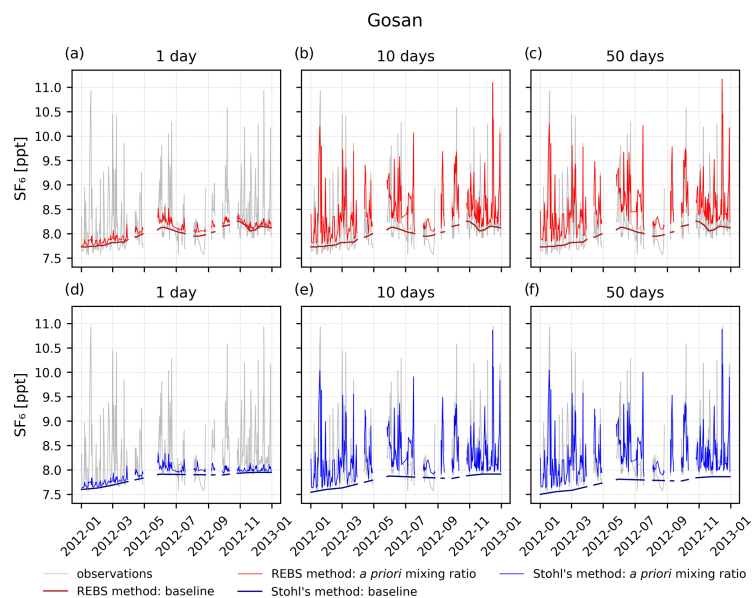 Gosan
(a) 1 day (b) 10 days (c) 50 days
SF₆ [ppt]
11.0
10.5
10.0
9.5
9.0
8.5
8.0
7.5
(d) 1 day (e) 10 days (f) 50 days
SF₆ [ppt]
11.0
10.5
10.0
9.5
9.0
8.5
8.0
7.5
2012-01 2012-03 2012-05 2012-07 2012-09 2012-11 2013-01 2012-01 2012-03 2012-05 2012-07 2012-09 2012-11 2013-01 2012-01 2012-03 2012-05 2012-07 2012-09 2012-11 2013-01
observations REBS method: a priori mixing ratio Stohl's method: a priori mixing ratio
REBS method: baseline Stohl's method: baseline